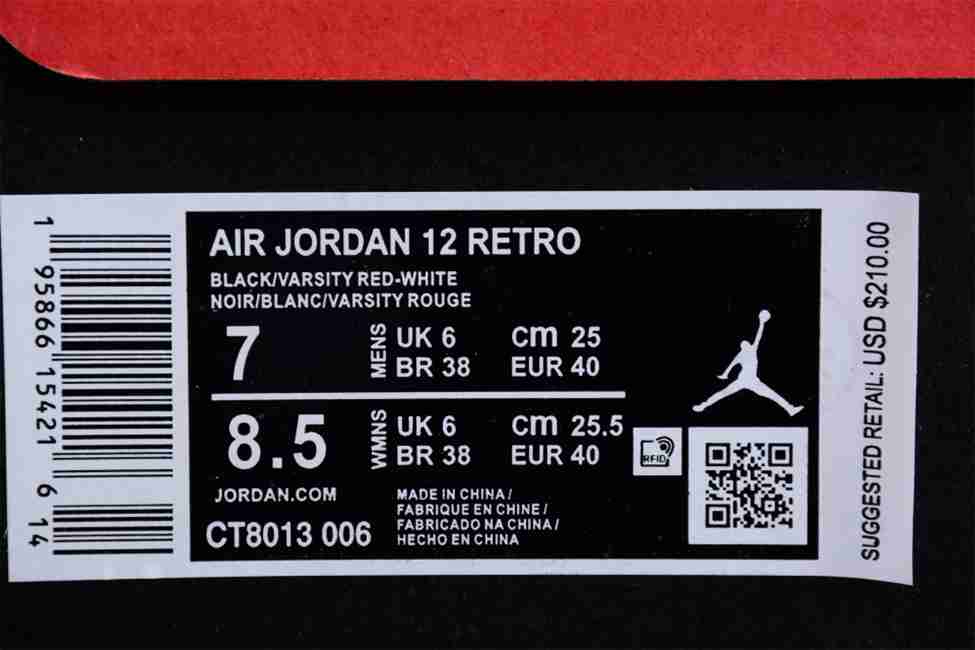 AIR JORDAN 12 RETRO
BLACK/VARSITY RED-WHITE
NOIR/BLANC/VARSITY ROUGE
7
MENS
UK 6
cm 25
BR 38
EUR 40
8.5
WMNS
UK 6
cm 25.5
BR 38
EUR 40
RFID
JORDAN.COM
CT8013 006
MADE IN CHINA /
FABRIQUE EN CHINE /
FABRICADO NA CHINA /
HECHO EN CHINA
1 95866 15421 6 14
SUGGESTED RETAIL: USD $210.00